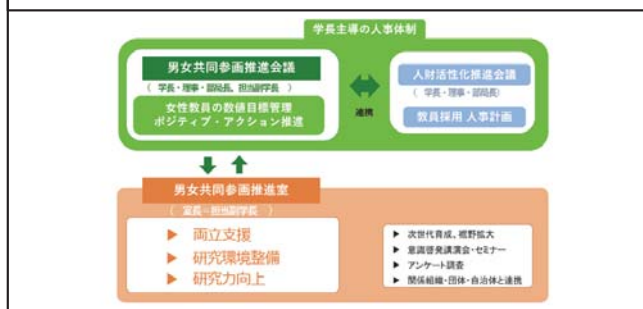 学長主導の人事体制
男女共同参画推進会議
( 学長・理事・部局長、担当副学長 )
女性教員の数値目標管理
ポジティブ・アクション推進
連携
人財活性化推進会議
( 学長・理事・部局長)
教員採用 人事計画
男女共同参画推進室
( 室長=担当副学長 )
▶ 両立支援
▶ 研究環境整備
▶ 研究力向上
▶ 次世代育成、裾野拡大
▶ 意識啓発講演会・セミナー
▶ アンケート調査
▶ 関係組織・団体・自治体と連携